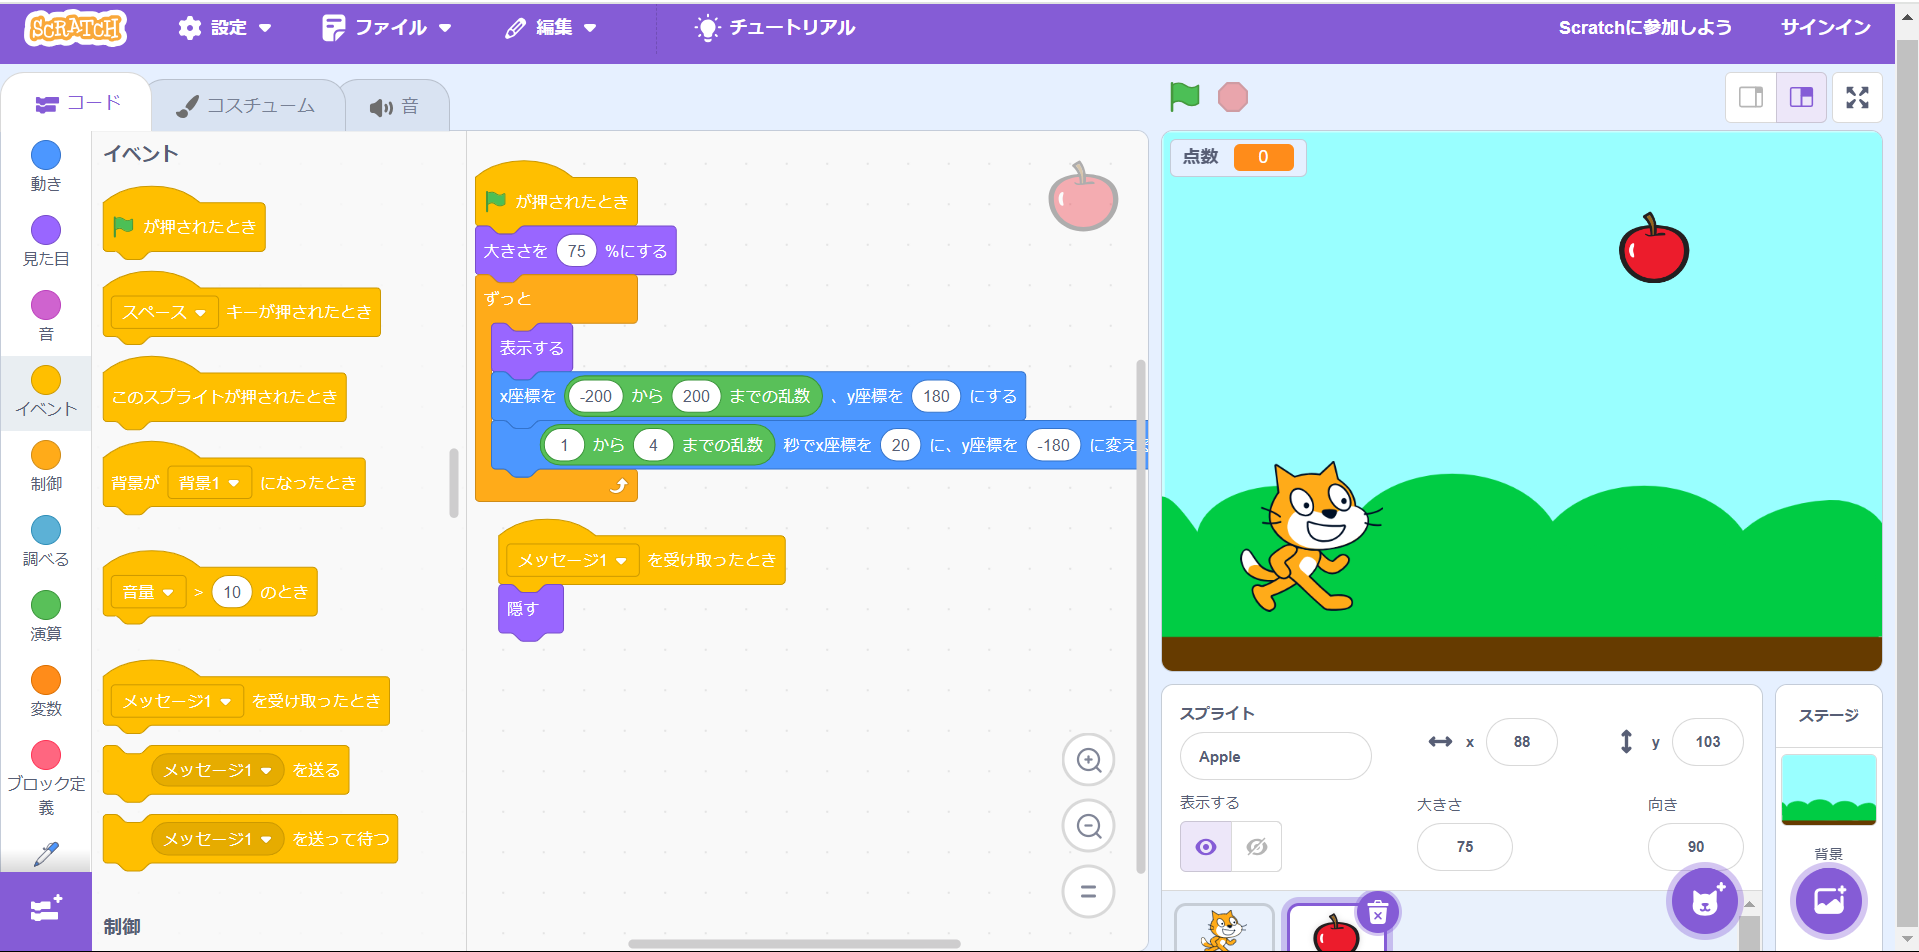 SCRATCH
設定
ファイル
編集
チュートリアル
Scratchに参加しよう
サインイン
コード
コスチューム
音
動き
見た目
音
イベント
制御
調べる
演算
変数
ブロック定
義
イベント
が押されたとき
スペース キーが押されたとき
このスプライトが押されたとき
背景が 背景1 になったとき
音量 > 10 のとき
メッセージ1 を受け取ったとき
メッセージ1 を送る
メッセージ1 を送って待つ
制御
が押されたとき
大きさを 75 %にする
ずっと
表示する
x座標を -200 から 200 までの乱数 、y座標を 180 にする
1 から 4 までの乱数 秒でx座標を 20 に、y座標を -180 に変え
メッセージ1 を受け取ったとき
隠す
点数 0
スプライト
Apple
x 88
y 103
表示する
大きさ
75
向き
90
ステージ
背景